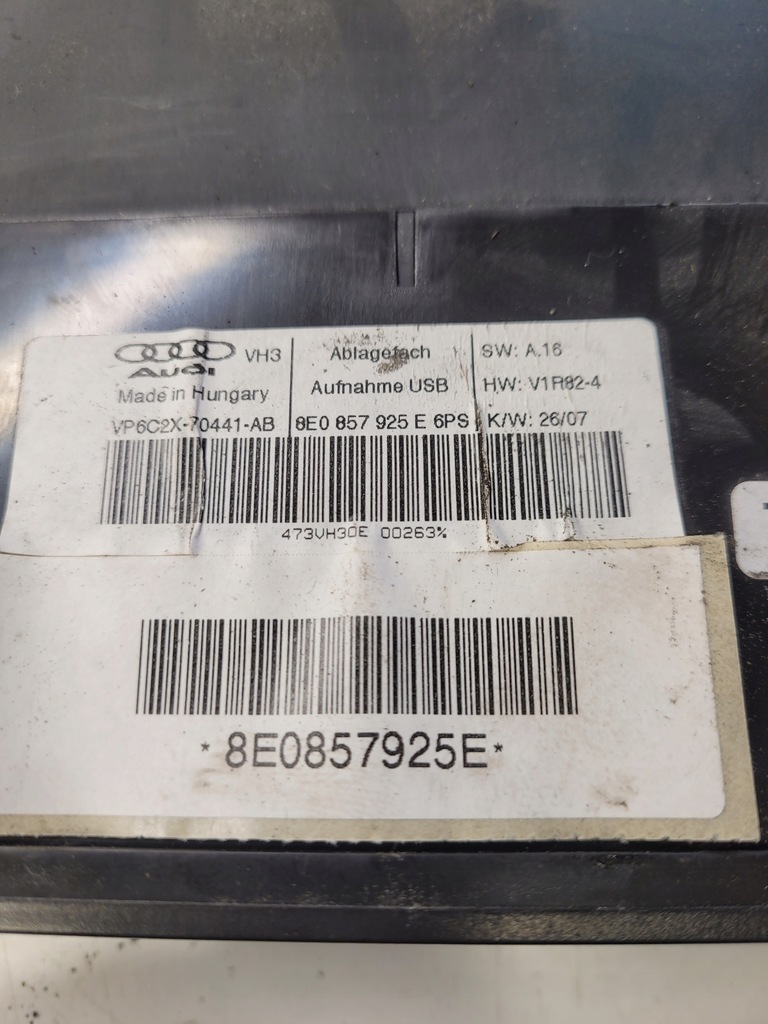 AUDI VH3 Ablagefach SW: A.16
Made in Hungary Aufnahme USB HW: V1R82-4
VP6C2X-70441-AB 8E0 857 925 E 6PS K/W: 26/07
473VH30E 00263%
*8E0857925E*